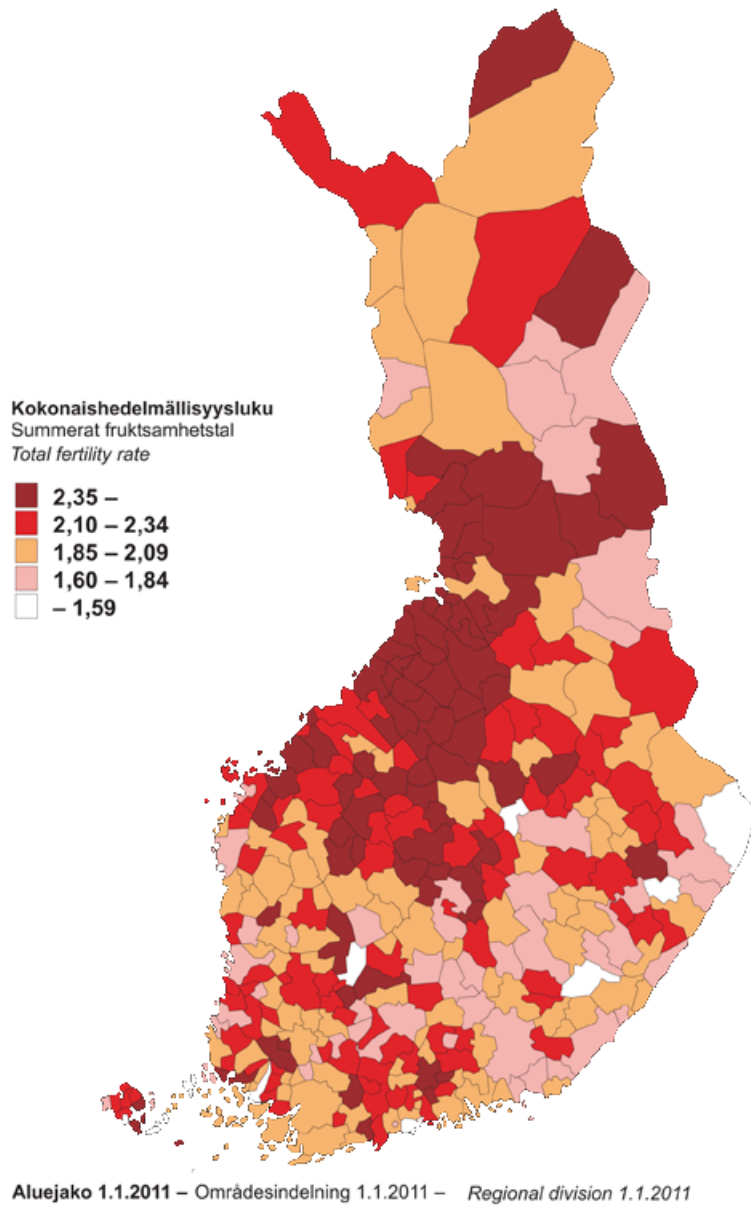 Kokonaishedelmällisyysluku
Summerat fruktsamhetstal
Total fertility rate
2,35 –
2,10 – 2,34
1,85 – 2,09
1,60 – 1,84
– 1,59
Aluejako 1.1.2011 – Områdesindelning 1.1.2011 – Regional division 1.1.2011